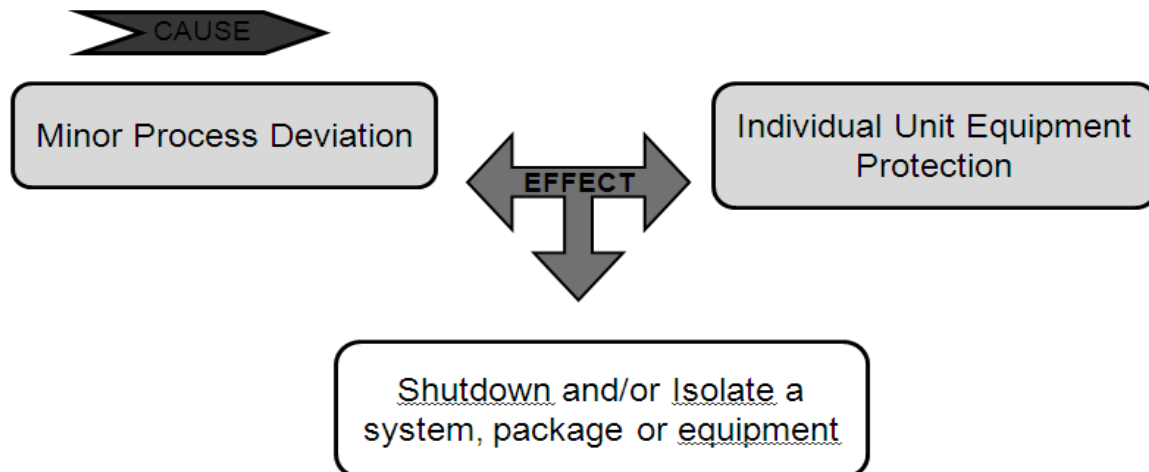 CAUSE
Minor Process Deviation
Individual Unit Equipment
Protection
EFFECT
Shutdown and/or Isolate a
system, package or equipment